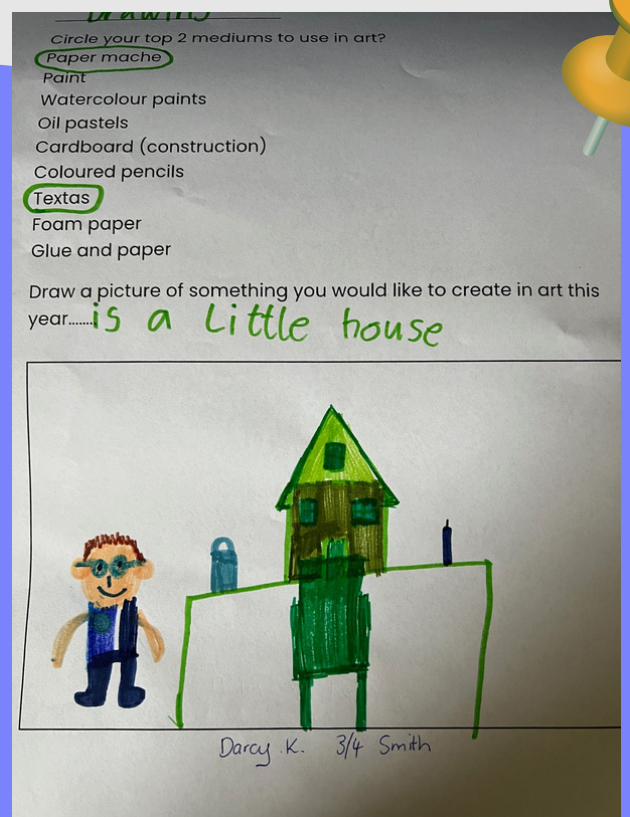 Drawing
Circle your top 2 mediums to use in art?
Paper mache
Paint
Watercolour paints
Oil pastels
Cardboard (construction)
Coloured pencils
Textas
Foam paper
Glue and paper
Draw a picture of something you would like to create in art this
year.......is a Little house
Darcy .K. 3/4 Smith